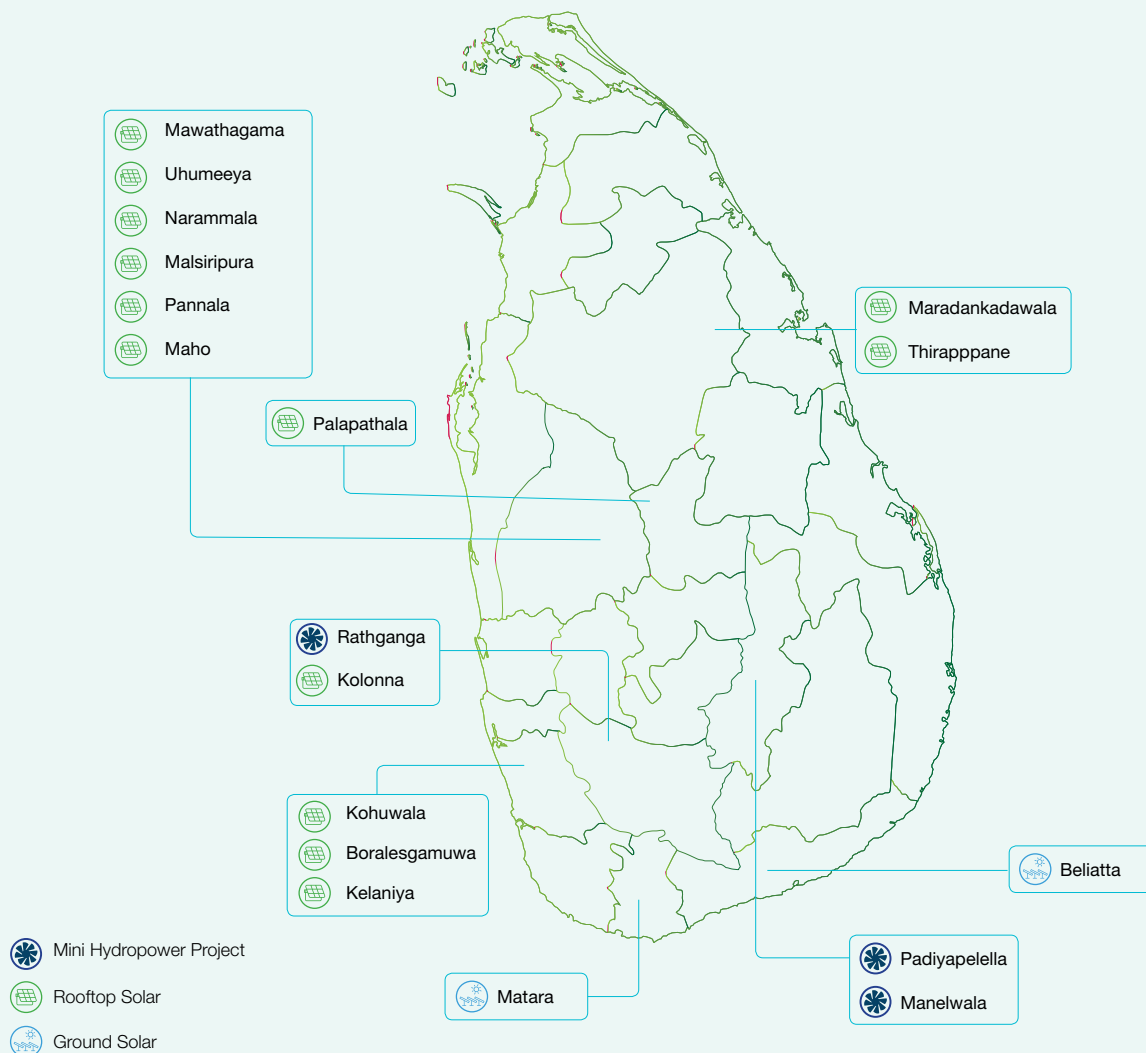 Mawathagama
Uhumeeya
Narammala
Malsiripura
Pannala
Maho
Maradankadawala
Thirapppane
Palapathala
Rathganga
Kolonna
Kohuwala
Boralesgamuwa
Kelaniya
Beliatta
Padiyapelella
Manelwala
Matara
Mini Hydropower Project
Rooftop Solar
Ground Solar